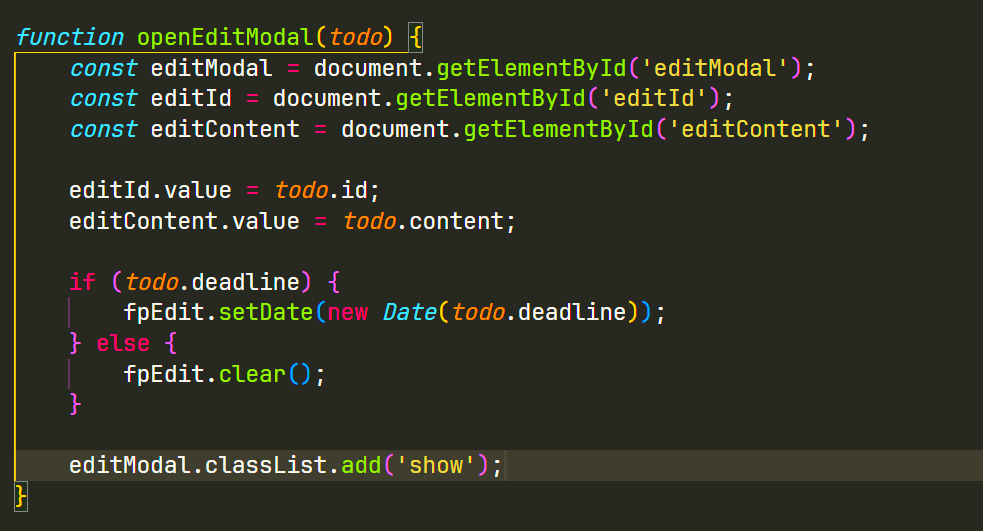 function openEditModal(todo) {
    const editModal = document.getElementById('editModal');
    const editId = document.getElementById('editId');
    const editContent = document.getElementById('editContent');

    editId.value = todo.id;
    editContent.value = todo.content;

    if (todo.deadline) {
        fpEdit.setDate(new Date(todo.deadline));
    } else {
        fpEdit.clear();
    }

    editModal.classList.add('show');
}